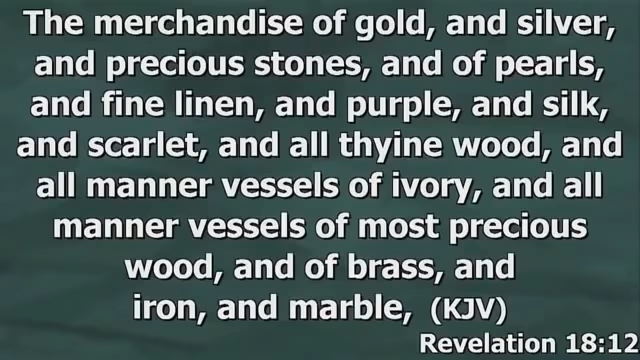 The merchandise of gold, and silver,
and precious stones, and of pearls,
and fine linen, and purple, and silk,
and scarlet, and all thyine wood, and
all manner vessels of ivory, and all
manner vessels of most precious
wood, and of brass, and
iron, and marble, (KJV)
Revelation 18:12